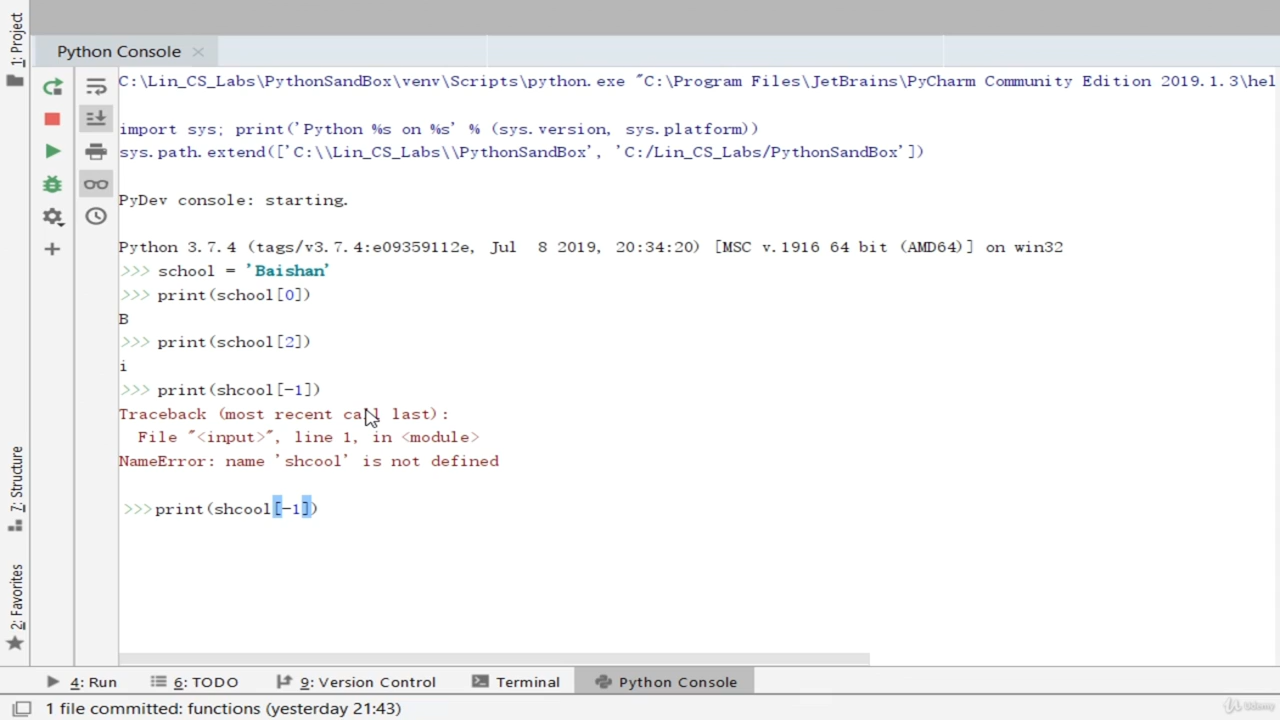 1: Project
Python Console
C:\Lin_CS_Labs\PythonSandBox\venv\Scripts\python.exe "C:\Program Files\JetBrains\PyCharm Community Edition 2019.1.3\hel
import sys; print('Python %s on %s' % (sys.version, sys.platform))
sys.path.extend(['C:\\Lin_CS_Labs\\PythonSandBox', 'C:/Lin_CS_Labs/PythonSandBox'])
PyDev console: starting.
Python 3.7.4 (tags/v3.7.4:e09359112e, Jul  8 2019, 20:34:20) [MSC v.1916 64 bit (AMD64)] on win32
>>> school = 'Baishan'
>>> print(school[0])
B
>>> print(school[2])
i
>>> print(shcool[-1])
Traceback (most recent call last):
  File "<input>", line 1, in <module>
NameError: name 'shcool' is not defined
>>>print(shcool[-1])
7: Structure
2: Favorites
4: Run
6: TODO
9: Version Control
Terminal
Python Console
1 file committed: functions (yesterday 21:43)
Udemy